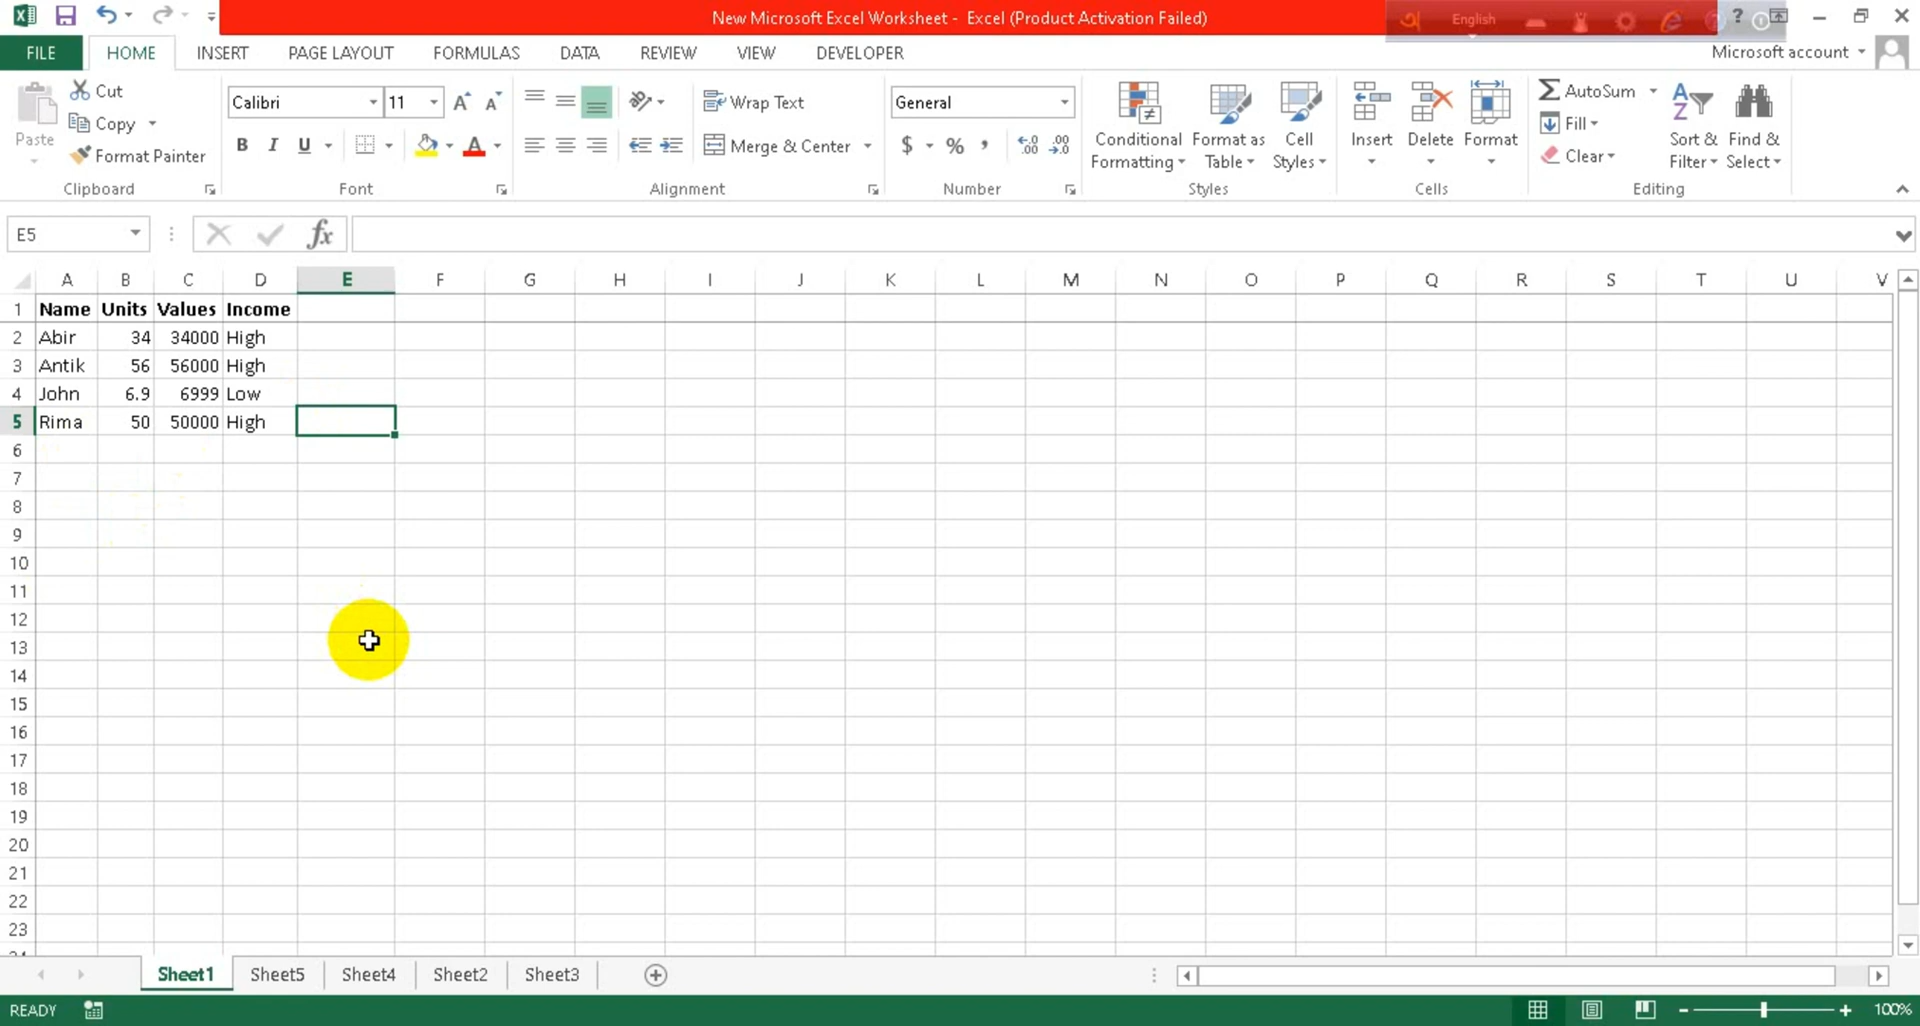 New Microsoft Excel Worksheet - Excel (Product Activation Failed)
English
?
FILE HOME INSERT PAGE LAYOUT FORMULAS DATA REVIEW VIEW DEVELOPER
Microsoft account
Paste
Cut
Copy
Format Painter
Clipboard
Calibri 11 A A
B I U A
Font
Wrap Text
Merge & Center
Alignment
General
$ % ,
Number
Conditional Formatting
Format as Table
Cell Styles
Styles
Insert
Delete
Format
Cells
AutoSum
Fill
Clear
Sort & Filter
Find & Select
Editing
E5 fx
A B C D E F G H I J K L M N O P Q R S T U V
1 Name Units Values Income
2 Abir 34 34000 High
3 Antik 56 56000 High
4 John 6.9 6999 Low
5 Rima 50 50000 High
6
7
8
9
10
11
12
13
14
15
16
17
18
19
20
21
22
23
Sheet1 Sheet5 Sheet4 Sheet2 Sheet3
READY 100%